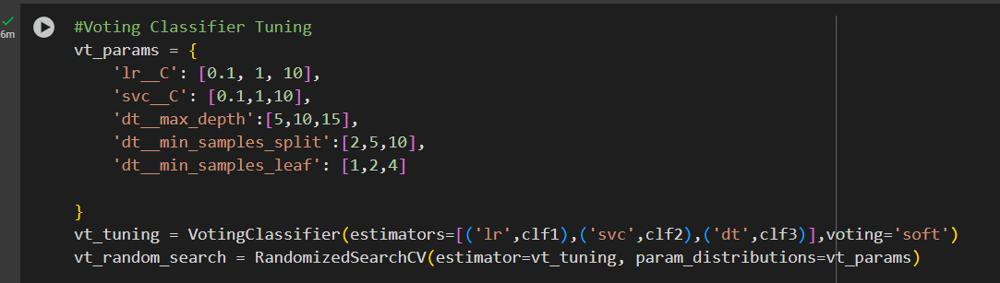 #Voting Classifier Tuning
6m
vt_params = {
'lr__C': [0.1, 1, 10],
'svc__C': [0.1,1,10],
'dt__max_depth':[5,10,15],
'dt__min_samples_split':[2,5,10],
'dt__min_samples_leaf': [1,2,4]
}
vt_tuning = VotingClassifier(estimators=[('lr',clf1),('svc',clf2),('dt',clf3)],voting='soft')
vt_random_search = RandomizedSearchCV(estimator=vt_tuning, param_distributions=vt_params)